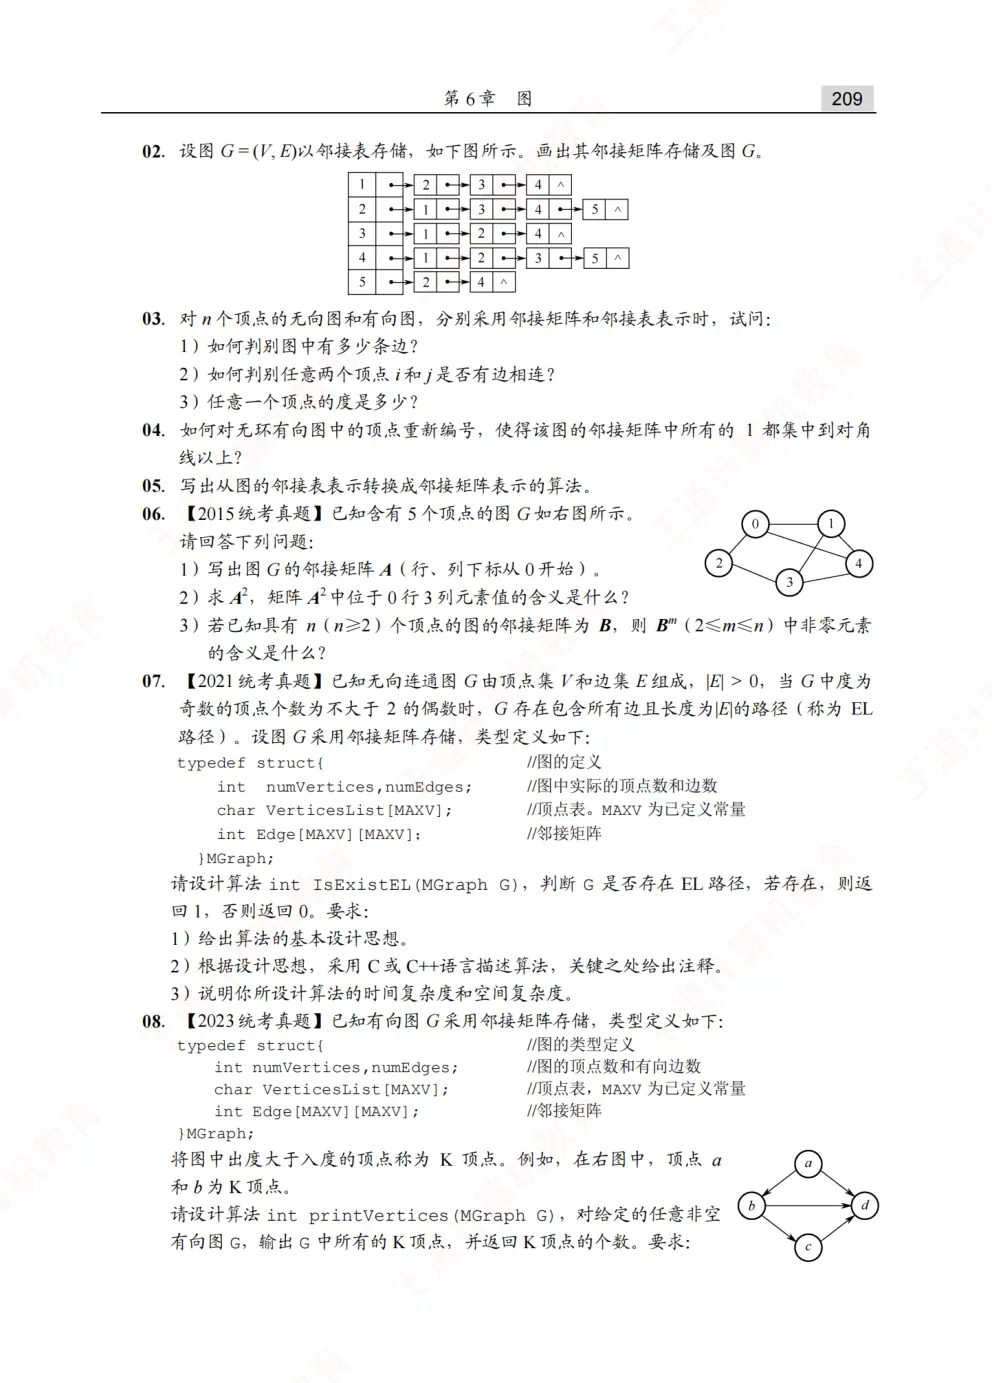 第 6 章 图
209
02. 设图 G = (V, E)以邻接表存储，如下图所示。画出其邻接矩阵存储及图 G。
1 2 3 4 ^
2 1 3 4 5 ^
3 1 2 4 ^
4 1 2 3 5 ^
5 2 4 ^
03. 对 n 个顶点的无向图和有向图，分别采用邻接矩阵和邻接表表示时，试问：
1）如何判别图中有多少条边？
2）如何判别任意两个顶点 i 和 j 是否有边相连？
3）任意一个顶点的度是多少？
04. 如何对无环有向图中的顶点重新编号，使得该图的邻接矩阵中所有的 1 都集中到对角
线以上？
05. 写出从图的邻接表表示转换成邻接矩阵表示的算法。
06. 【2015 统考真题】已知含有 5 个顶点的图 G 如右图所示。
请回答下列问题：
1）写出图 G 的邻接矩阵 A（行、列下标从 0 开始）。
2）求 A²，矩阵 A² 中位于 0 行 3 列元素值的含义是什么？
3）若已知具有 n（n≥2）个顶点的图的邻接矩阵为 B，则 Bᵐ（2≤m≤n）中非零元素
的含义是什么？
0 1
2 3 4
07. 【2021 统考真题】已知无向连通图 G 由顶点集 V 和边集 E 组成，|E| > 0，当 G 中度为
奇数的顶点个数为不大于 2 的偶数时，G 存在包含所有边且长度为|E|的路径（称为 EL
路径）。设图 G 采用邻接矩阵存储，类型定义如下：
typedef struct{ //图的定义
int numVertices,numEdges; //图中实际的顶点数和边数
char VerticesList[MAXV]; //顶点表。MAXV 为已定义常量
int Edge[MAXV][MAXV]; //邻接矩阵
}MGraph;
请设计算法 int IsExistEL(MGraph G)，判断 G 是否存在 EL 路径，若存在，则返
回 1，否则返回 0。要求：
1）给出算法的基本设计思想。
2）根据设计思想，采用 C 或 C++语言描述算法，关键之处给出注释。
3）说明你所设计算法的时间复杂度和空间复杂度。
08. 【2023 统考真题】已知有向图 G 采用邻接矩阵存储，类型定义如下：
typedef struct{ //图的类型定义
int numVertices,numEdges; //图的顶点数和有向边数
char VerticesList[MAXV]; //顶点表，MAXV 为已定义常量
int Edge[MAXV][MAXV]; //邻接矩阵
}MGraph;
将图中出度大于入度的顶点称为 K 顶点。例如，在右图中，顶点 a
和 b 为 K 顶点。
请设计算法 int printVertices(MGraph G)，对给定的任意非空
有向图 G，输出 G 中所有的 K 顶点，并返回 K 顶点的个数。要求：
a
b d
c